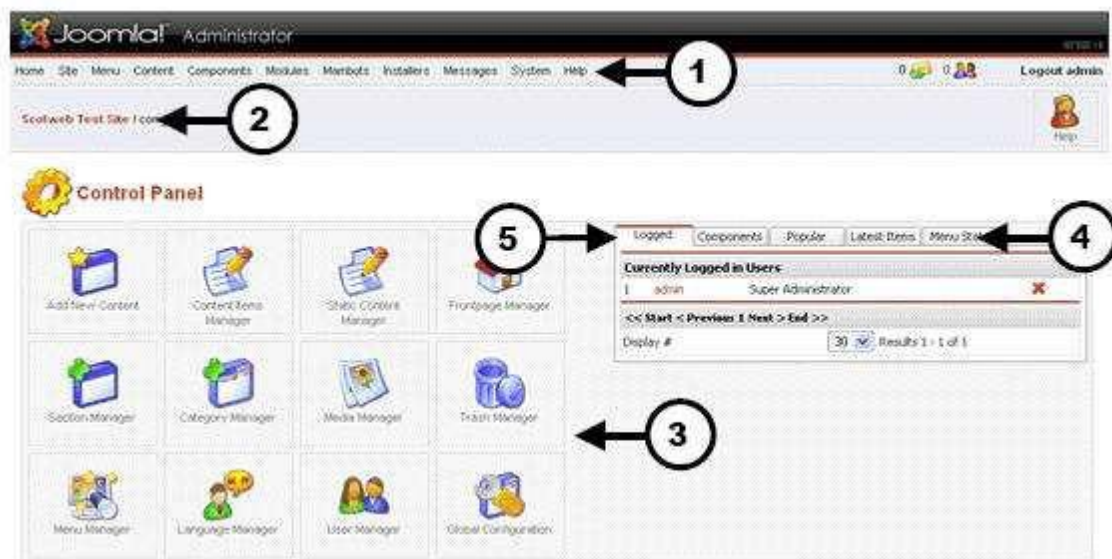 Joomla! Administrator
Home Site Menu Content Components Modules Mambots Installers Messages System Help
1
0 0 Logout admin
Scotweb Test Site /
2
Help
Control Panel
5
Logged Components Popular Latest Items Menu
4
Currently Logged in Users
1 admin Super Administrator
<< Start < Previous 1 Next > End >>
Display # 30 Results 1 - 1 of 1
Add New Content
Content Items Manager
Static Content Manager
Frontpage Manager
Section Manager
Category Manager
Media Manager
Trash Manager
3
Menu Manager
Language Manager
User Manager
Global Configuration